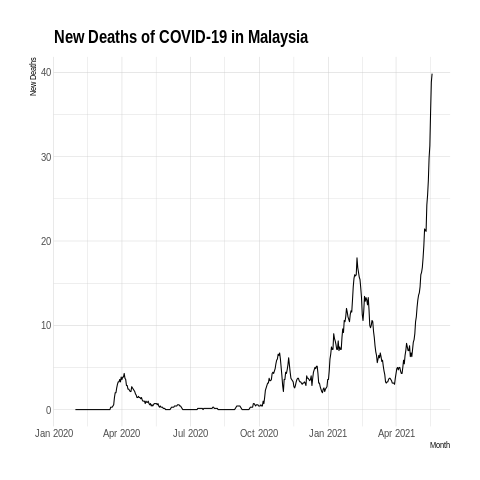 New Deaths of COVID-19 in Malaysia
New Deaths
40
30
20
10
0
Jan 2020 Apr 2020 Jul 2020 Oct 2020 Jan 2021 Apr 2021
Month